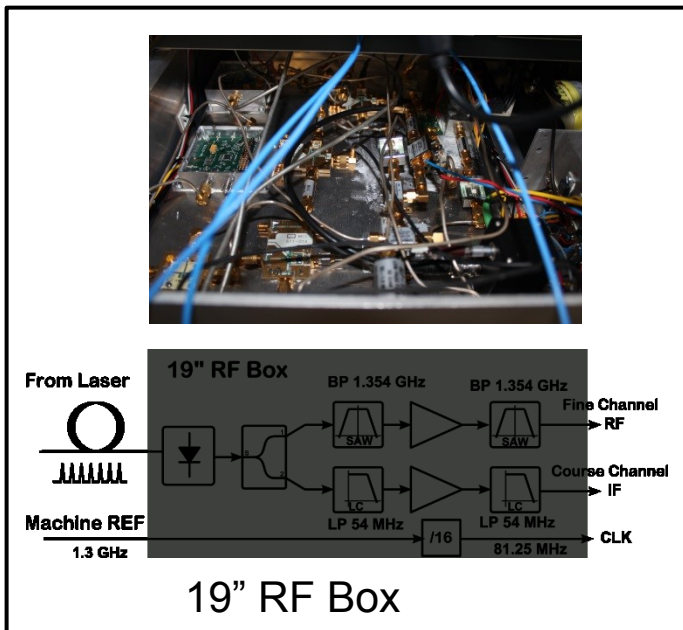 19" RF Box
From Laser
BP 1.354 GHz
BP 1.354 GHz
Fine Channel
RF
SAW
SAW
S
1
2
Course Channel
IF
LC
LC
LP 54 MHz
LP 54 MHz
Machine REF
1.3 GHz
/16
81.25 MHz
CLK
19” RF Box